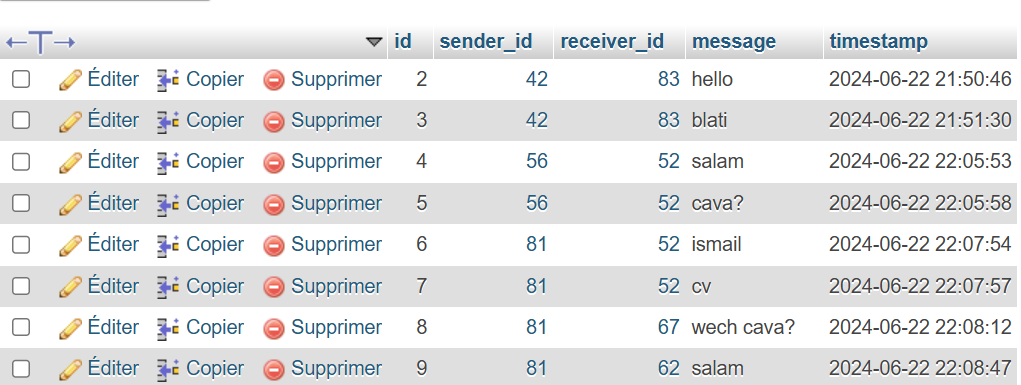 id sender_id receiver_id message timestamp
Éditer Copier Supprimer 2 42 83 hello 2024-06-22 21:50:46
Éditer Copier Supprimer 3 42 83 blati 2024-06-22 21:51:30
Éditer Copier Supprimer 4 56 52 salam 2024-06-22 22:05:53
Éditer Copier Supprimer 5 56 52 cava? 2024-06-22 22:05:58
Éditer Copier Supprimer 6 81 52 ismail 2024-06-22 22:07:54
Éditer Copier Supprimer 7 81 52 cv 2024-06-22 22:07:57
Éditer Copier Supprimer 8 81 67 wech cava? 2024-06-22 22:08:12
Éditer Copier Supprimer 9 81 62 salam 2024-06-22 22:08:47